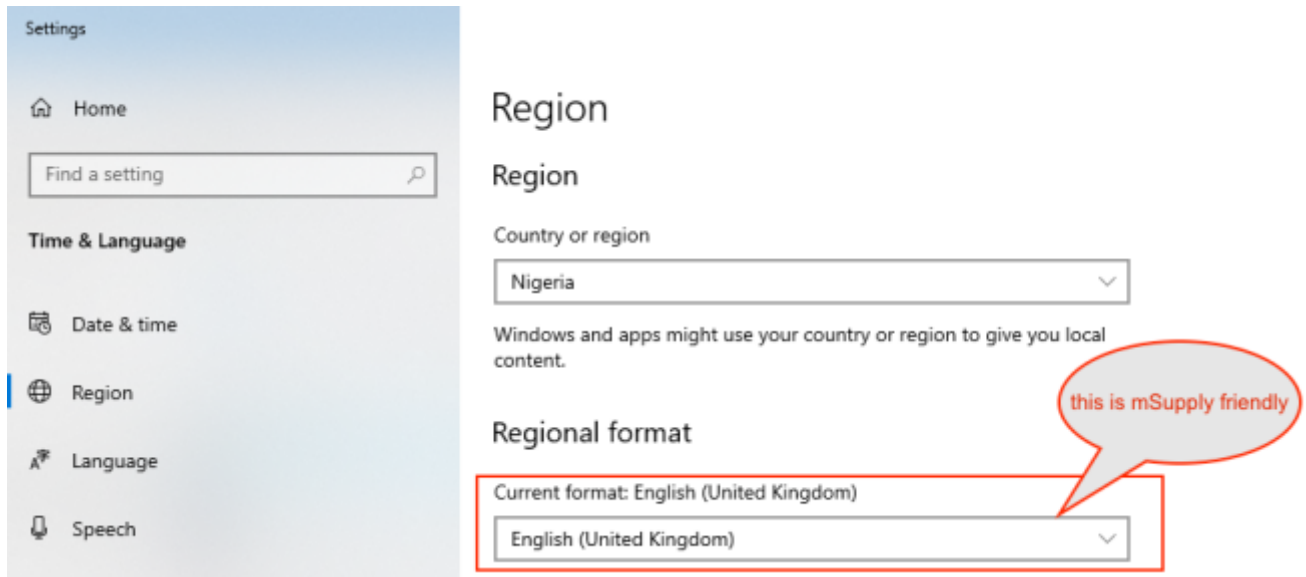 Settings
Home
Find a setting
Time & Language
Date & time
Region
Language
Speech
Region
Region
Country or region
Nigeria
Windows and apps might use your country or region to give you local
content.
Regional format
this is mSupply friendly
Current format: English (United Kingdom)
English (United Kingdom)